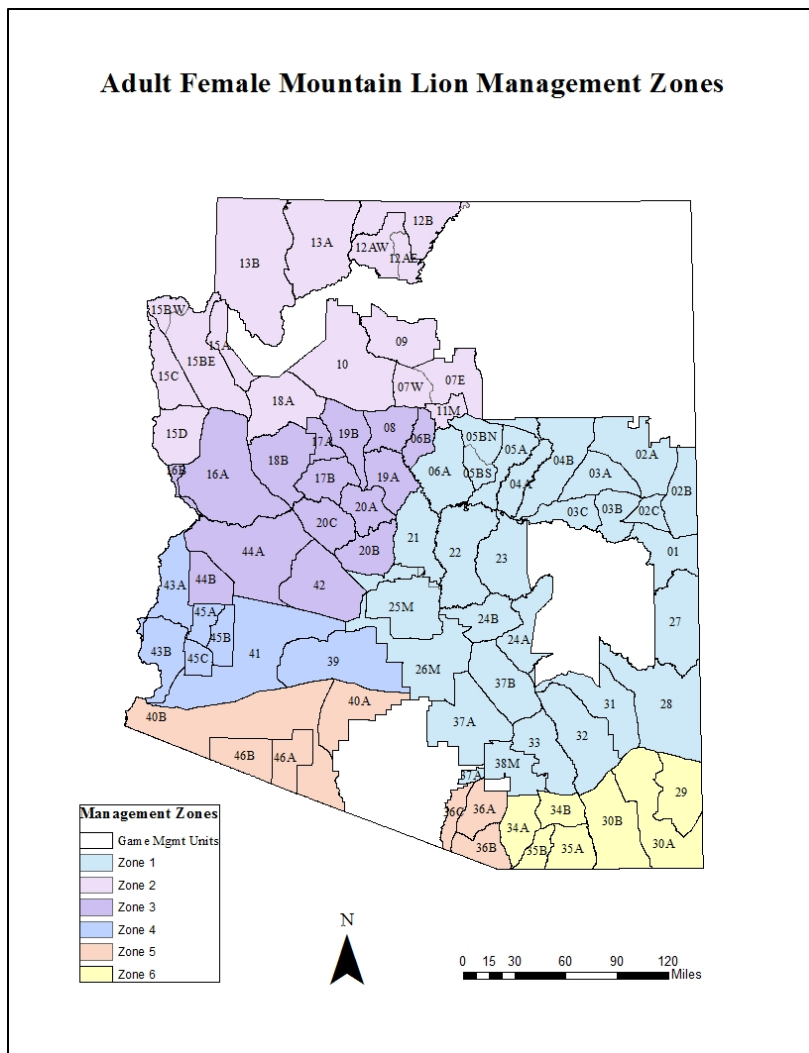 Adult Female Mountain Lion Management Zones
12B
13A
12AW
12AE
13B
15BW
15A
09
15BE
10
15C
07W
07E
18A
11M
15D
19B
08
05BN
17A
06B
05A
02A
18B
04B
16B
16A
17B
19A
06A
05BS
03A
04A
02B
20A
20C
03C
03B
02C
21
22
23
20B
01
44A
43A
44B
42
25M
45A
24B
27
45B
24A
43B
45C
41
39
26M
37B
40A
31
28
40B
37A
33
32
46B
46A
38M
37A
29
36C
36A
34A
34B
30B
36B
35B
35A
30A
Management Zones
Game Mgmt Units
Zone 1
Zone 2
Zone 3
Zone 4
Zone 5
Zone 6
N
0 15 30 60 90 120
Miles